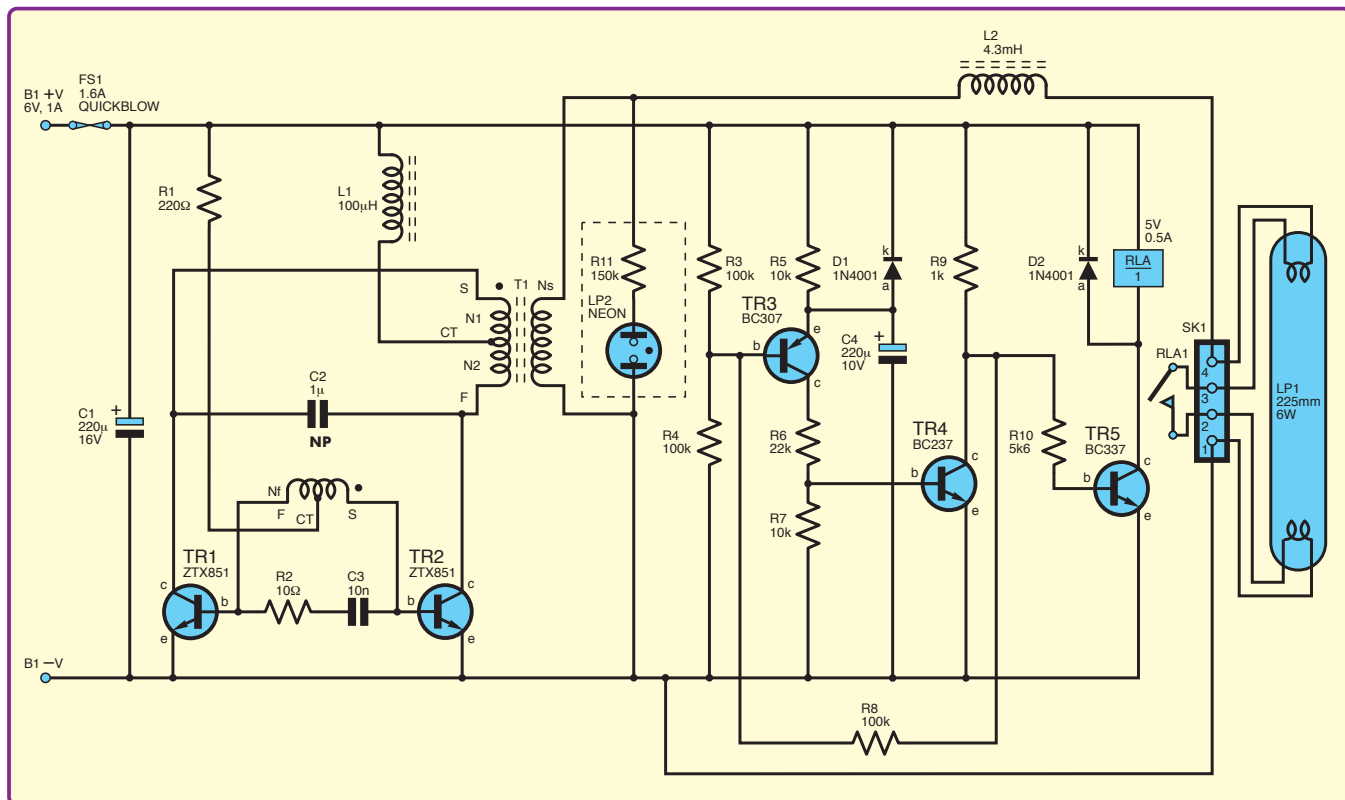 L2
4.3mH
FS1
1.6A
QUICKBLOW
B1 +V
6V, 1A
R1
220Ω
L1
100µH
S
T1
Ns
N1
CT
N2
F
R11
150k
LP2
NEON
R3
100k
R5
10k
D1
1N4001
k
a
R9
1k
D2
1N4001
k
a
5V
0.5A
RLA
1
TR3
BC307
b
e
c
C4
220µ
10V
+
SK1
RLA1
4
3
2
1
LP1
225mm
6W
C2
1µ
NP
C1
220µ
16V
+
R4
100k
R6
22k
TR4
BC237
b
c
e
R10
5k6
TR5
BC337
b
c
e
R7
10k
Nf
F
CT
S
TR1
ZTX851
c
b
e
R2
10Ω
C3
10n
TR2
ZTX851
c
b
e
B1 –V
R8
100k